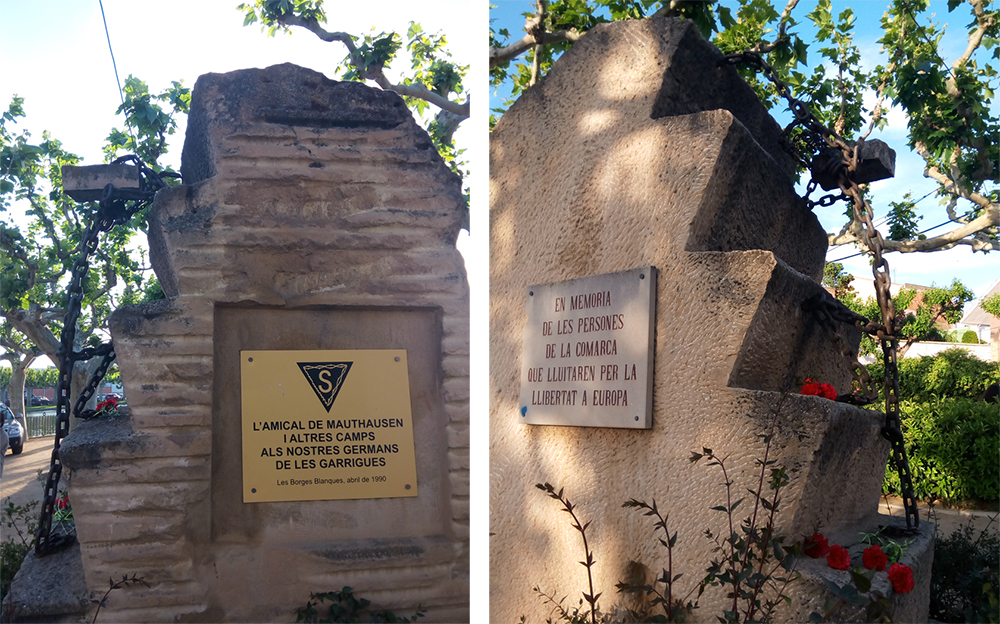 S
L'AMICAL DE MAUTHAUSEN
I ALTRES CAMPS
ALS NOSTRES GERMANS
DE LES GARRIGUES
Les Borges Blanques, abril de 1990
EN MEMORIA
DE LES PERSONES
DE LA COMARCA
QUE LLUITAREN PER LA
LLIBERTAT A EUROPA